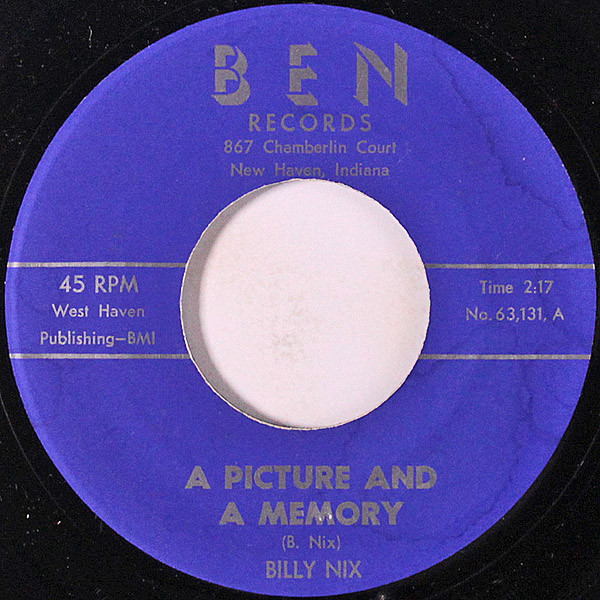 BEN
RECORDS
867 Chamberlin Court
New Haven, Indiana
45 RPM
West Haven
Publishing—BMI
Time 2:17
No. 63,131, A
A PICTURE AND
A MEMORY
(B. Nix)
BILLY NIX